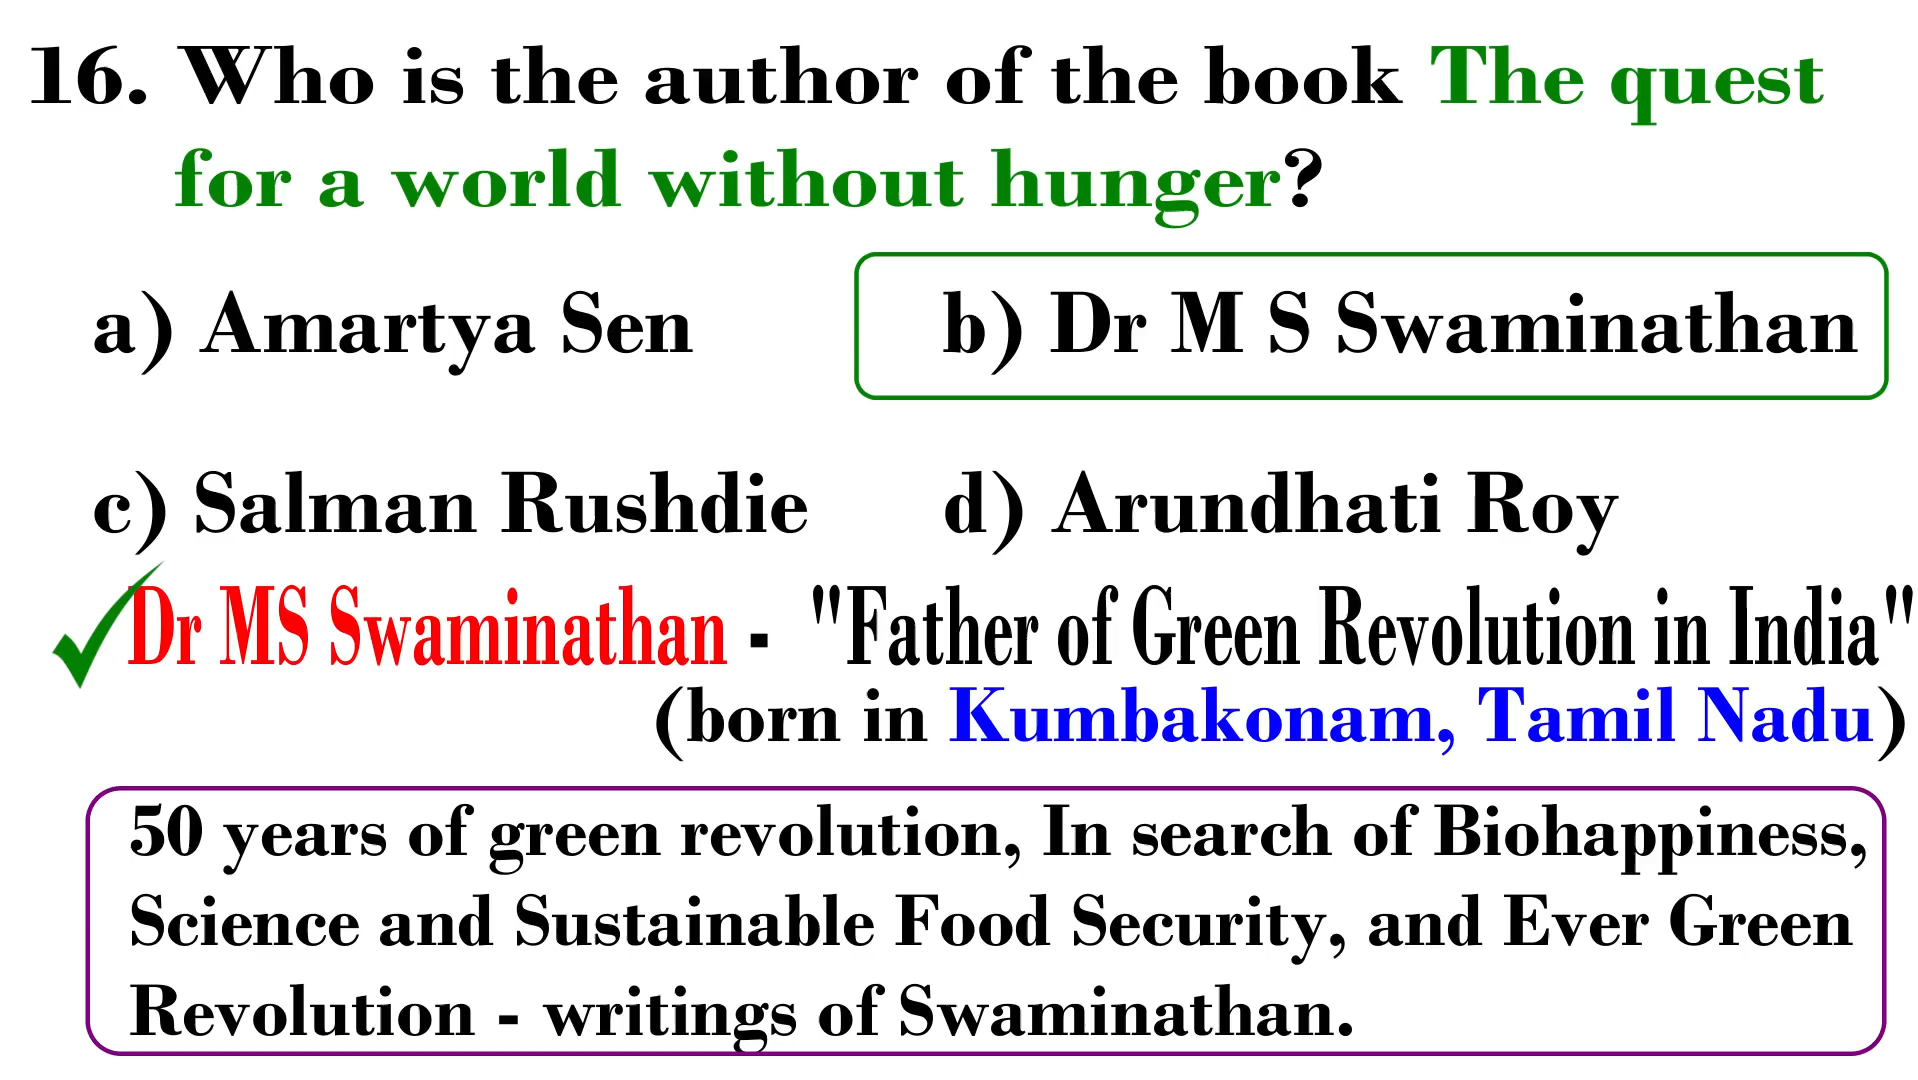 16. Who is the author of the book The quest
for a world without hunger?
a) Amartya Sen
b) Dr M S Swaminathan
c) Salman Rushdie
d) Arundhati Roy
Dr MS Swaminathan - "Father of Green Revolution in India"
(born in Kumbakonam, Tamil Nadu)
50 years of green revolution, In search of Biohappiness,
Science and Sustainable Food Security, and Ever Green
Revolution - writings of Swaminathan.